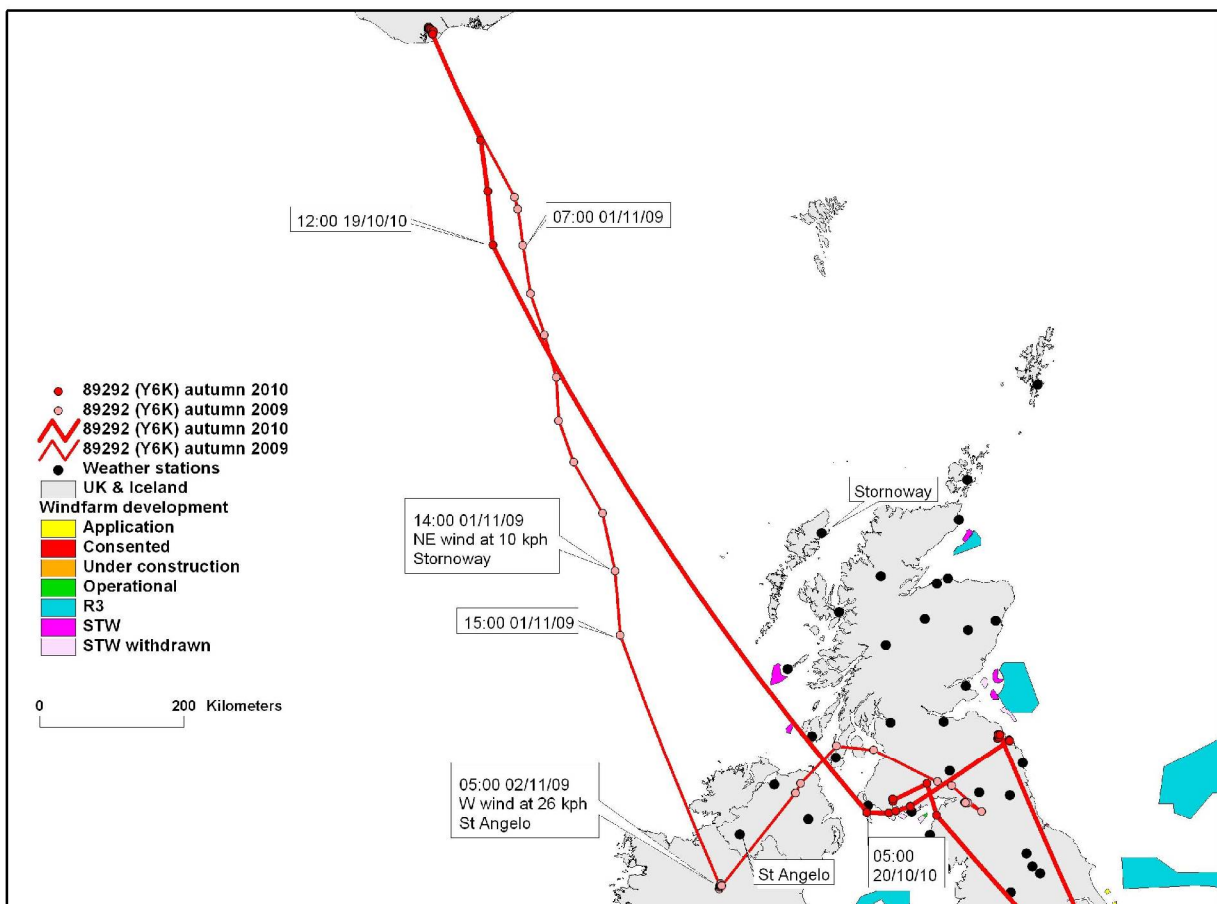 12:00 19/10/10
07:00 01/11/09
89292 (Y6K) autumn 2010
89292 (Y6K) autumn 2009
89292 (Y6K) autumn 2010
89292 (Y6K) autumn 2009
Weather stations
UK & Iceland
Windfarm development
Application
Consented
Under construction
Operational
R3
STW
STW withdrawn
0 200 Kilometers
Stornoway
14:00 01/11/09
NE wind at 10 kph
Stornoway
15:00 01/11/09
05:00 02/11/09
W wind at 26 kph
St Angelo
St Angelo
05:00
20/10/10